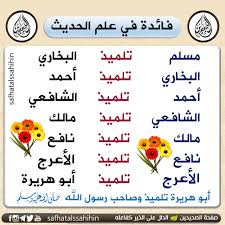 فائدة في علم الحديث
مسلم تلميذ البخاري
البخاري تلميذ أحمد
أحمد تلميذ الشافعي
الشافعي تلميذ مالك
مالك تلميذ نافع
نافع تلميذ الأعرج
الأعرج تلميذ أبو هريرة
أبو هريرة تلميذ وصاحب رسول الله صلى الله عليه وسلم
safhatalssahihin
صفحة الصحيحين الدال على الخير كفاعله
safhatalssahihin